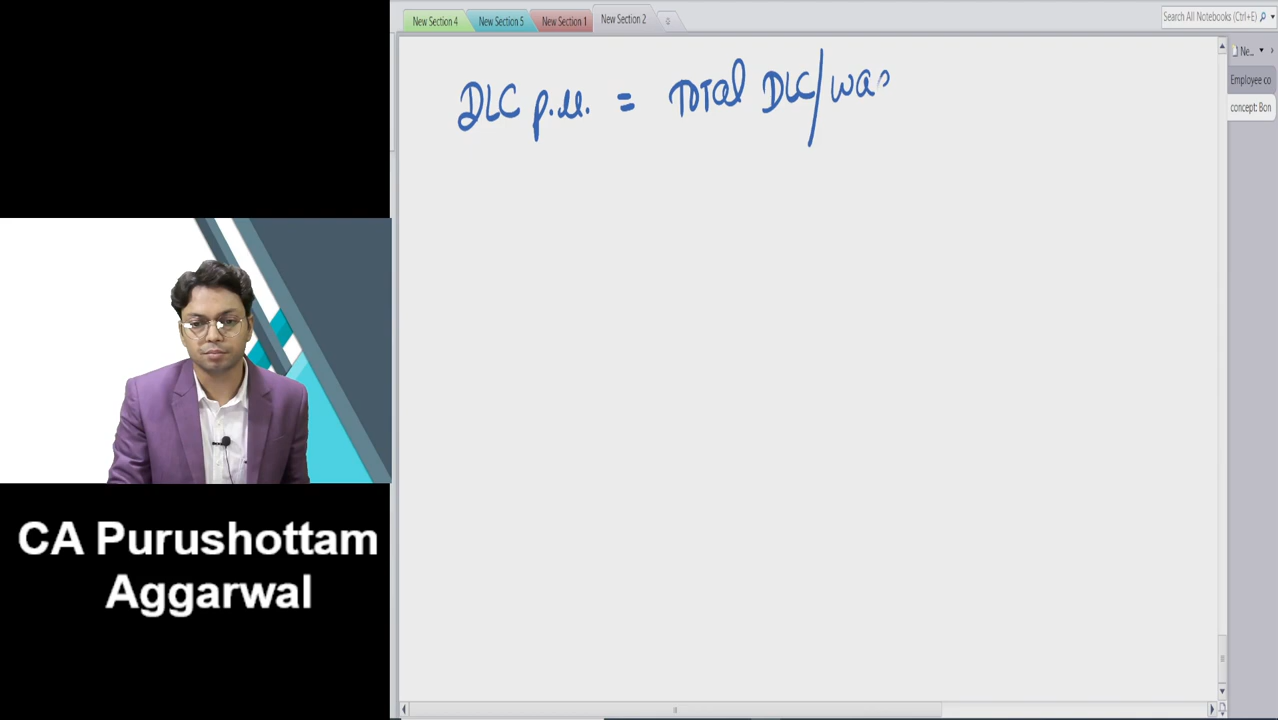 New Section 4
New Section 5
New Section 1
New Section 2
Search All Notebooks (Ctrl+E)
Ne...
Employee co
concept: Bon
DLC p.u. = Total DLC/wa
CA Purushottam
Aggarwal